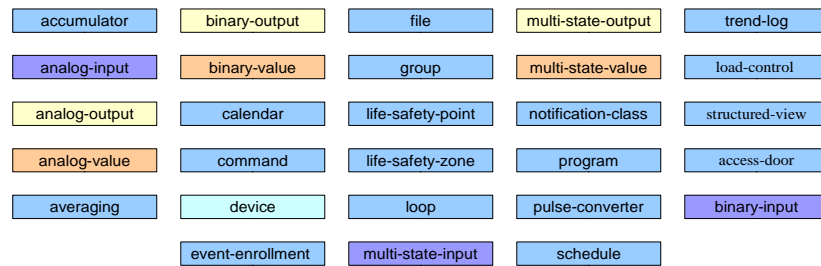 accumulator
analog-input
analog-output
analog-value
averaging
binary-output
binary-value
calendar
command
device
event-enrollment
file
group
life-safety-point
life-safety-zone
loop
multi-state-input
multi-state-output
multi-state-value
notification-class
program
pulse-converter
schedule
trend-log
load-control
structured-view
access-door
binary-input